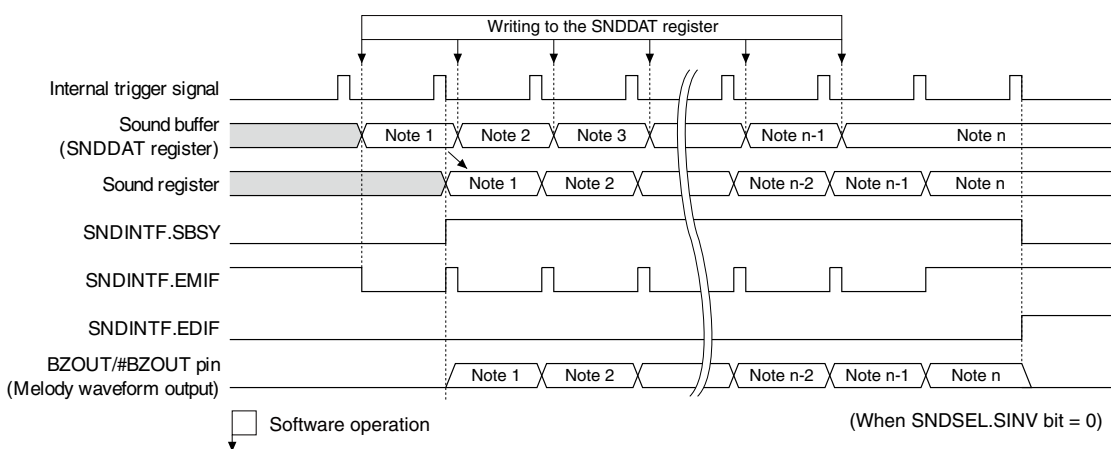 Writing to the SNDDAT register
Internal trigger signal
Sound buffer
(SNDDAT register)
Note 1 Note 2 Note 3 Note n-1 Note n
Sound register
Note 1 Note 2 Note n-2 Note n-1 Note n
SNDINTF.SBSY
SNDINTF.EMIF
SNDINTF.EDIF
BZOUT/#BZOUT pin
(Melody waveform output)
Note 1 Note 2 Note n-2 Note n-1 Note n
Software operation
(When SNDSEL.SINV bit = 0)